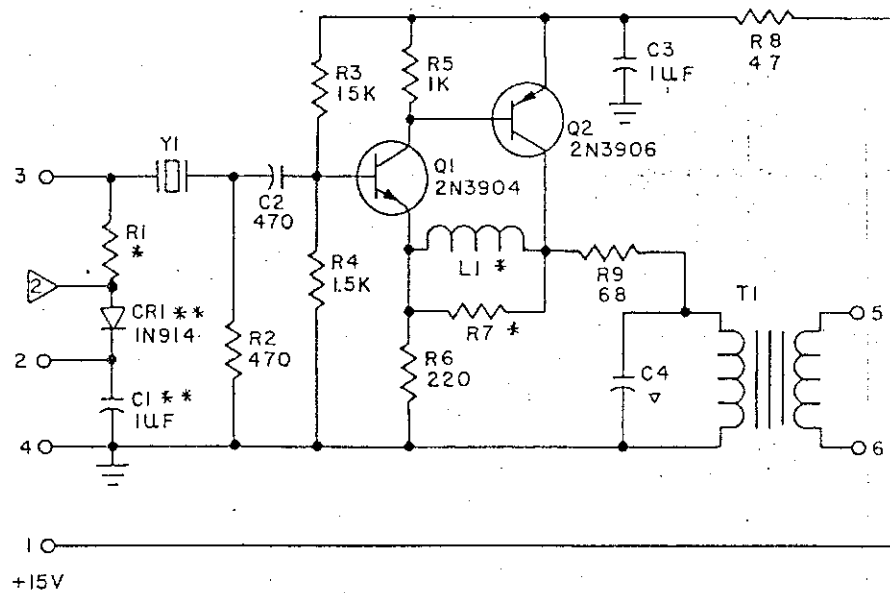 R3
15K
R5
1K
C3
1UF
R8
47
Q2
2N3906
Y1
3
C2
470
Q1
2N3904
R1
*
2
CR1 **
1N914
2
C1 **
1UF
R2
470
R4
1.5K
L1 *
R7 *
R6
220
R9
68
C4
▽
T1
5
6
4
1
+15V